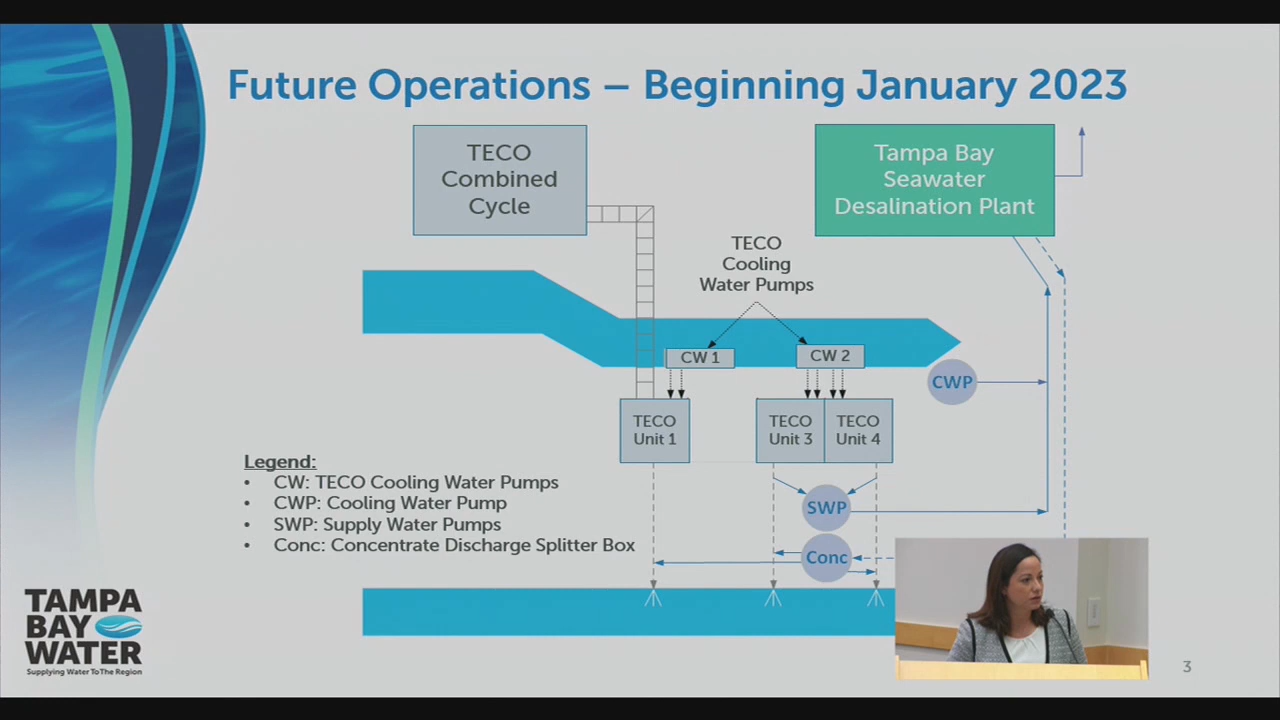 Future Operations – Beginning January 2023
TECO
Combined
Cycle
Tampa Bay
Seawater
Desalination Plant
TECO
Cooling
Water Pumps
CW 1
CW 2
CWP
TECO
Unit 1
TECO
Unit 3
TECO
Unit 4
Legend:
• CW: TECO Cooling Water Pumps
• CWP: Cooling Water Pump
• SWP: Supply Water Pumps
• Conc: Concentrate Discharge Splitter Box
SWP
Conc
TAMPA
BAY
WATER
Supplying Water To The Region
3